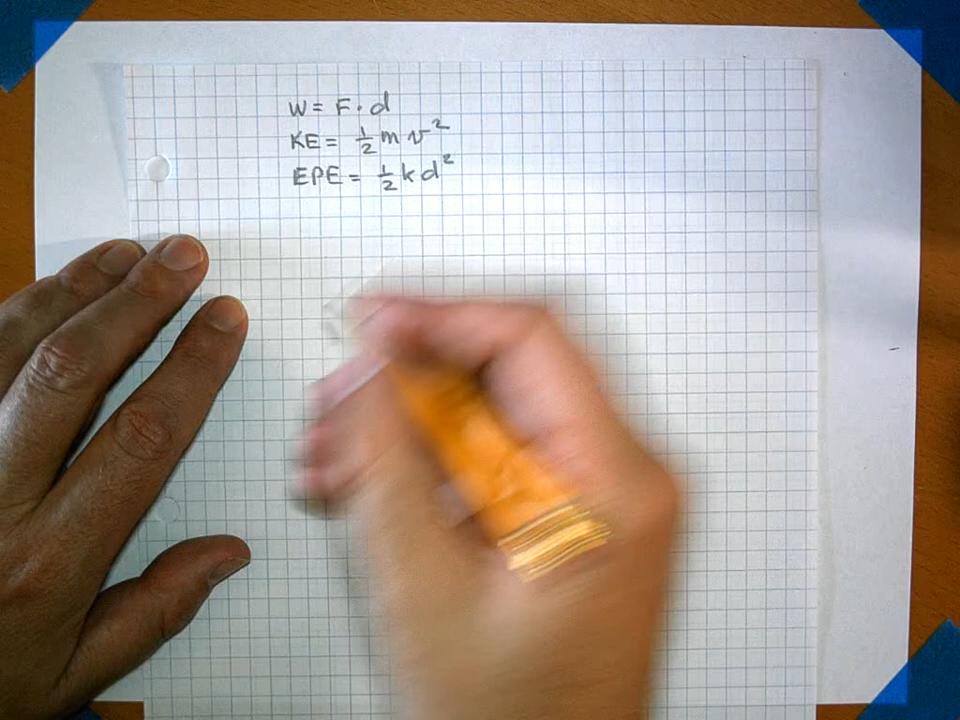 W = F · d
KE = ½ m v²
EPE = ½ k d²